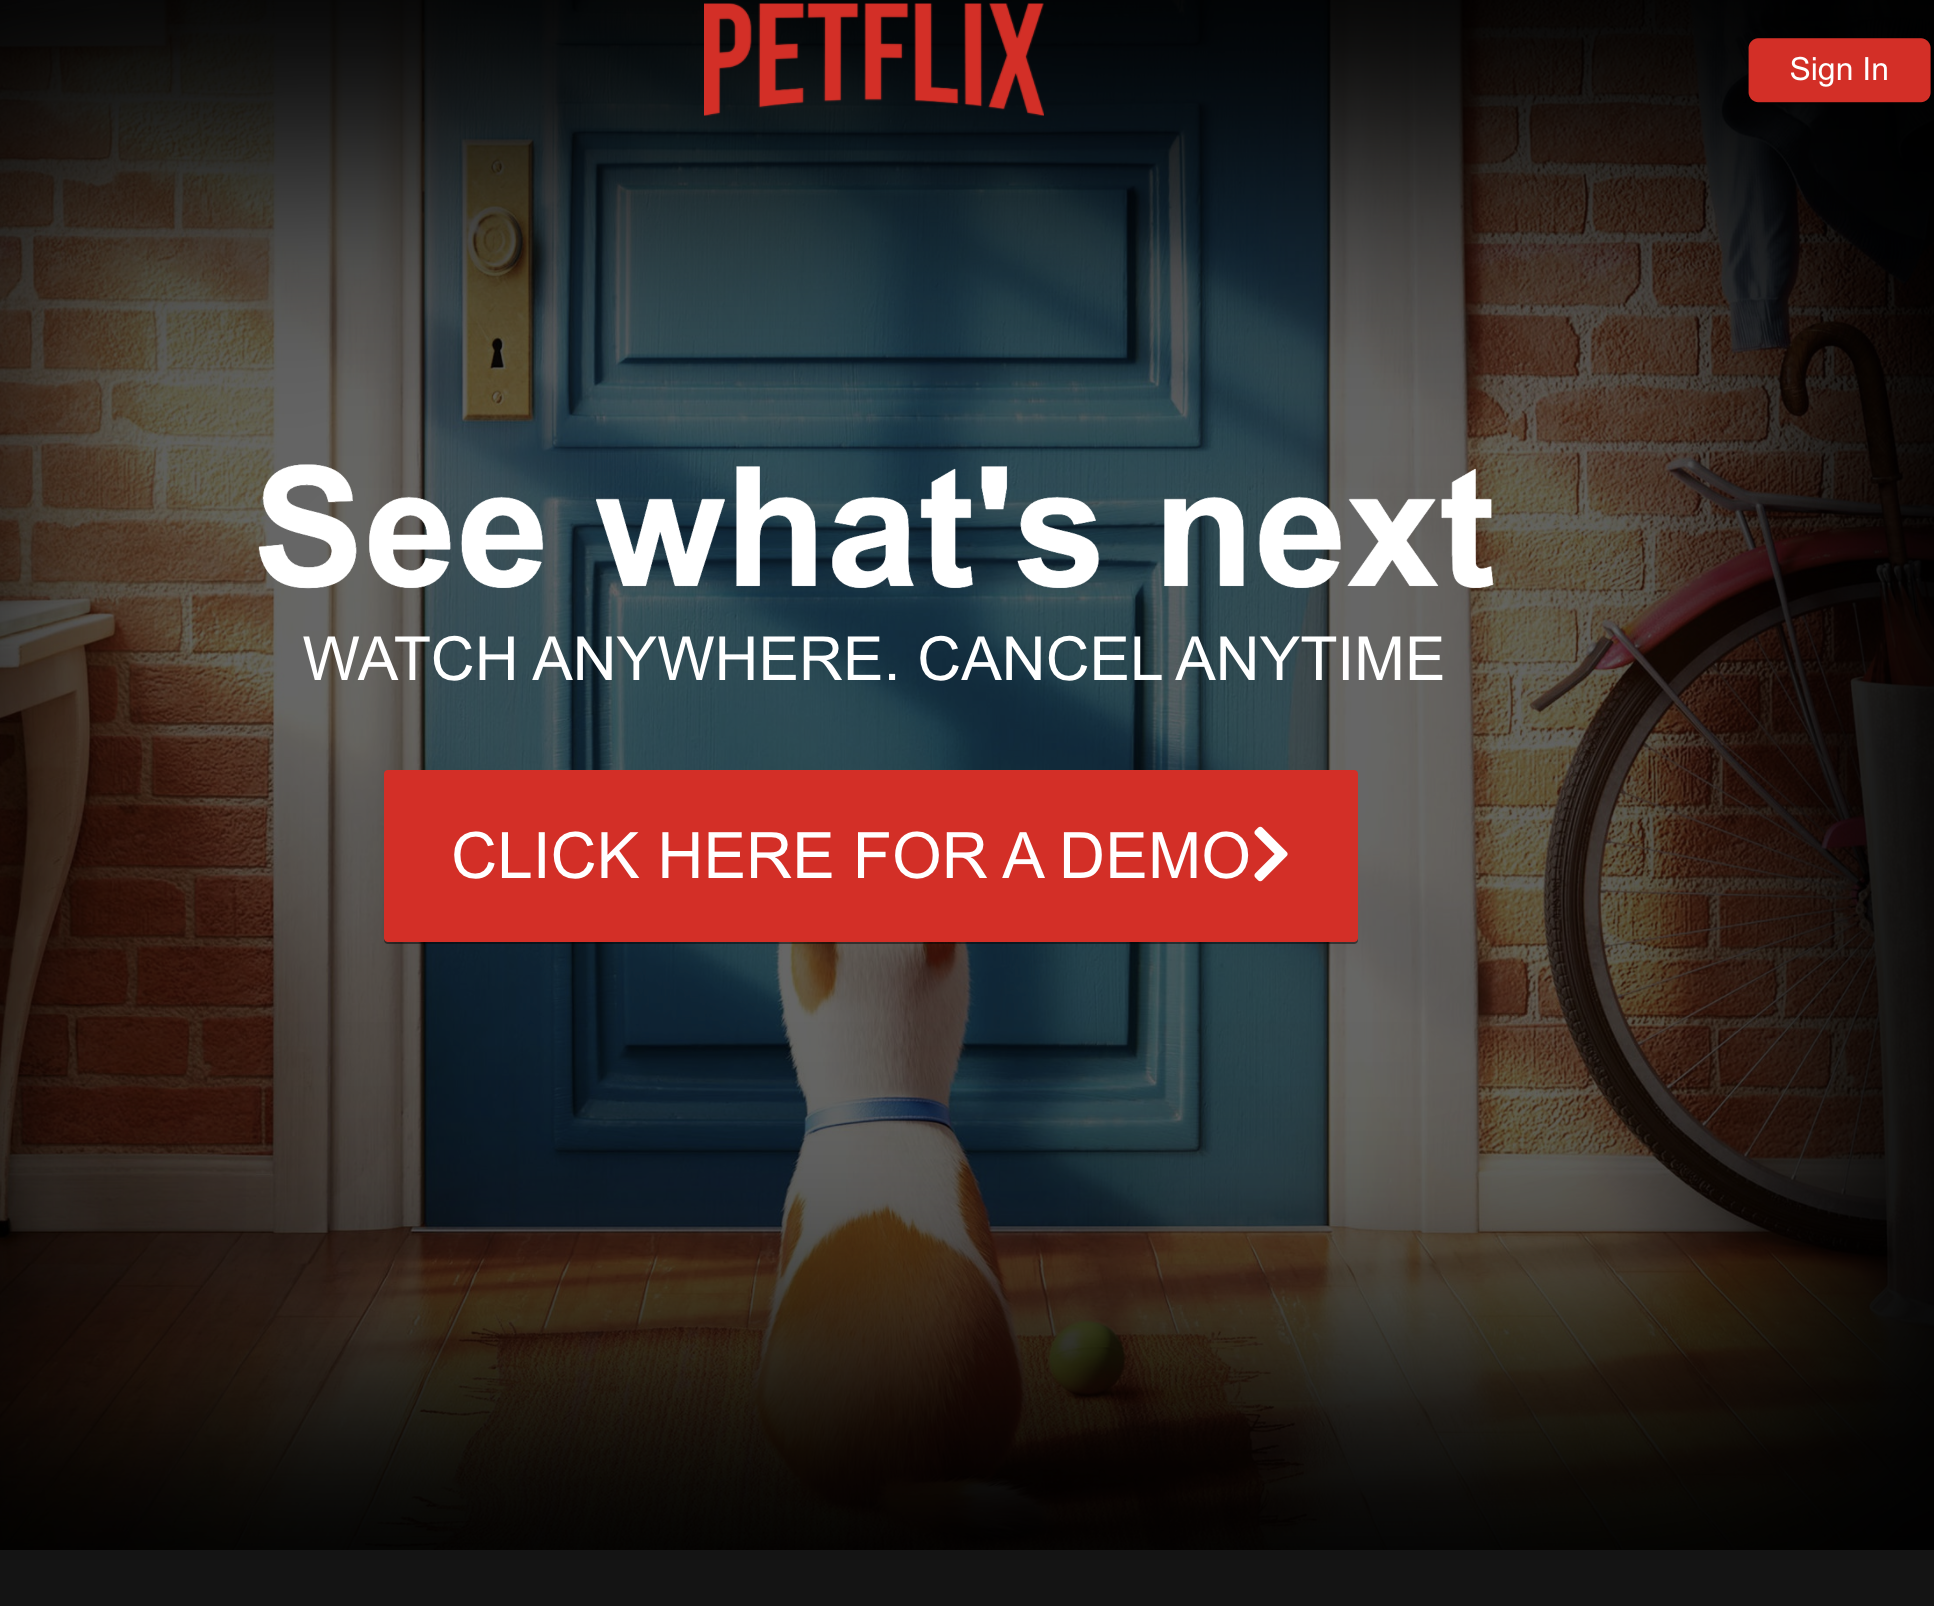 PETFLIX
Sign In
See what's next
WATCH ANYWHERE. CANCEL ANYTIME
CLICK HERE FOR A DEMO